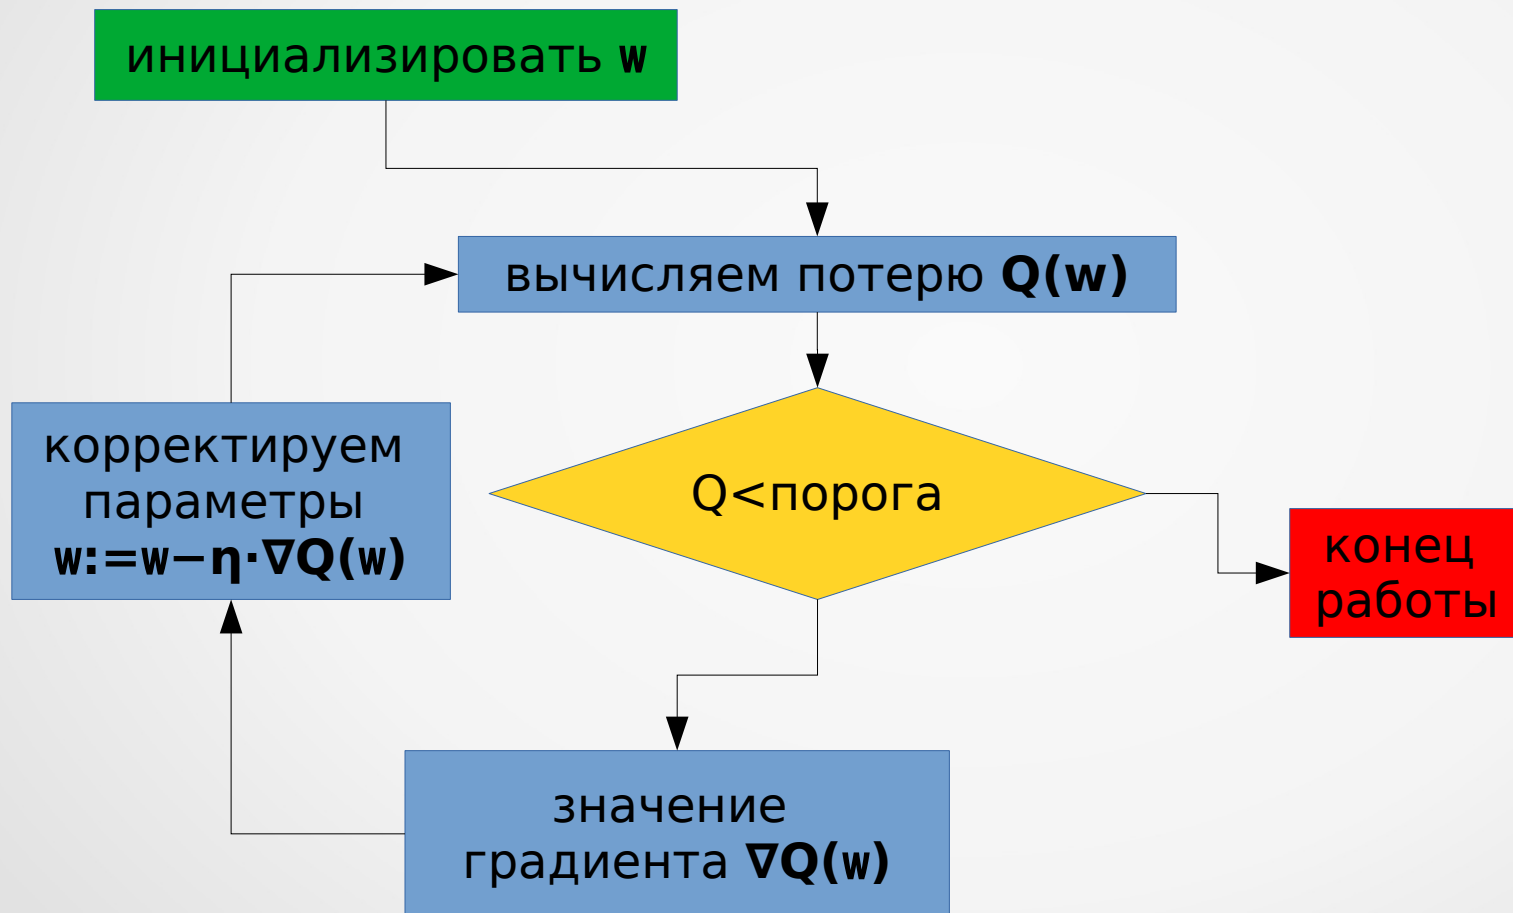 инициализировать w
вычисляем потерю Q(w)
корректируем
параметры
w:=w−η·∇Q(w)
Q<порога
конец
работы
значение
градиента ∇Q(w)